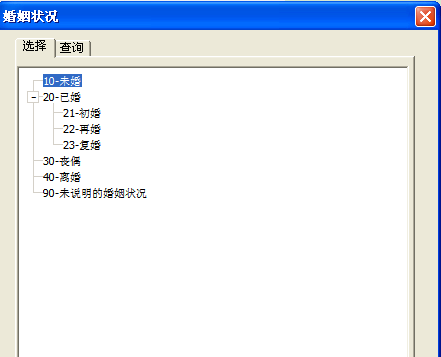 婚姻状况
选择 查询
10-未婚
20-已婚
21-初婚
22-再婚
23-复婚
30-丧偶
40-离婚
90-未说明的婚姻状况